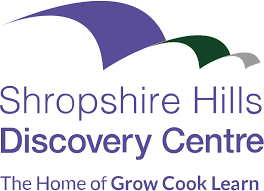 Shropshire Hills
Discovery Centre
The Home of Grow Cook Learn